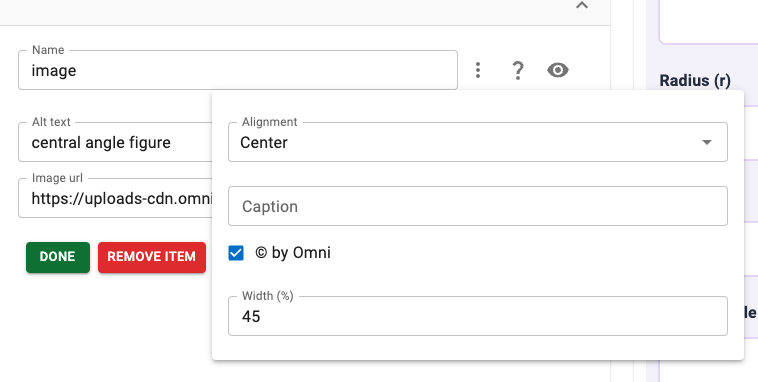 Name
image
?
Radius (r)
Alt text
central angle figure
Image url
https://uploads-cdn.omni
DONE
REMOVE ITEM
Alignment
Center
Caption
© by Omni
Width (%)
45
le